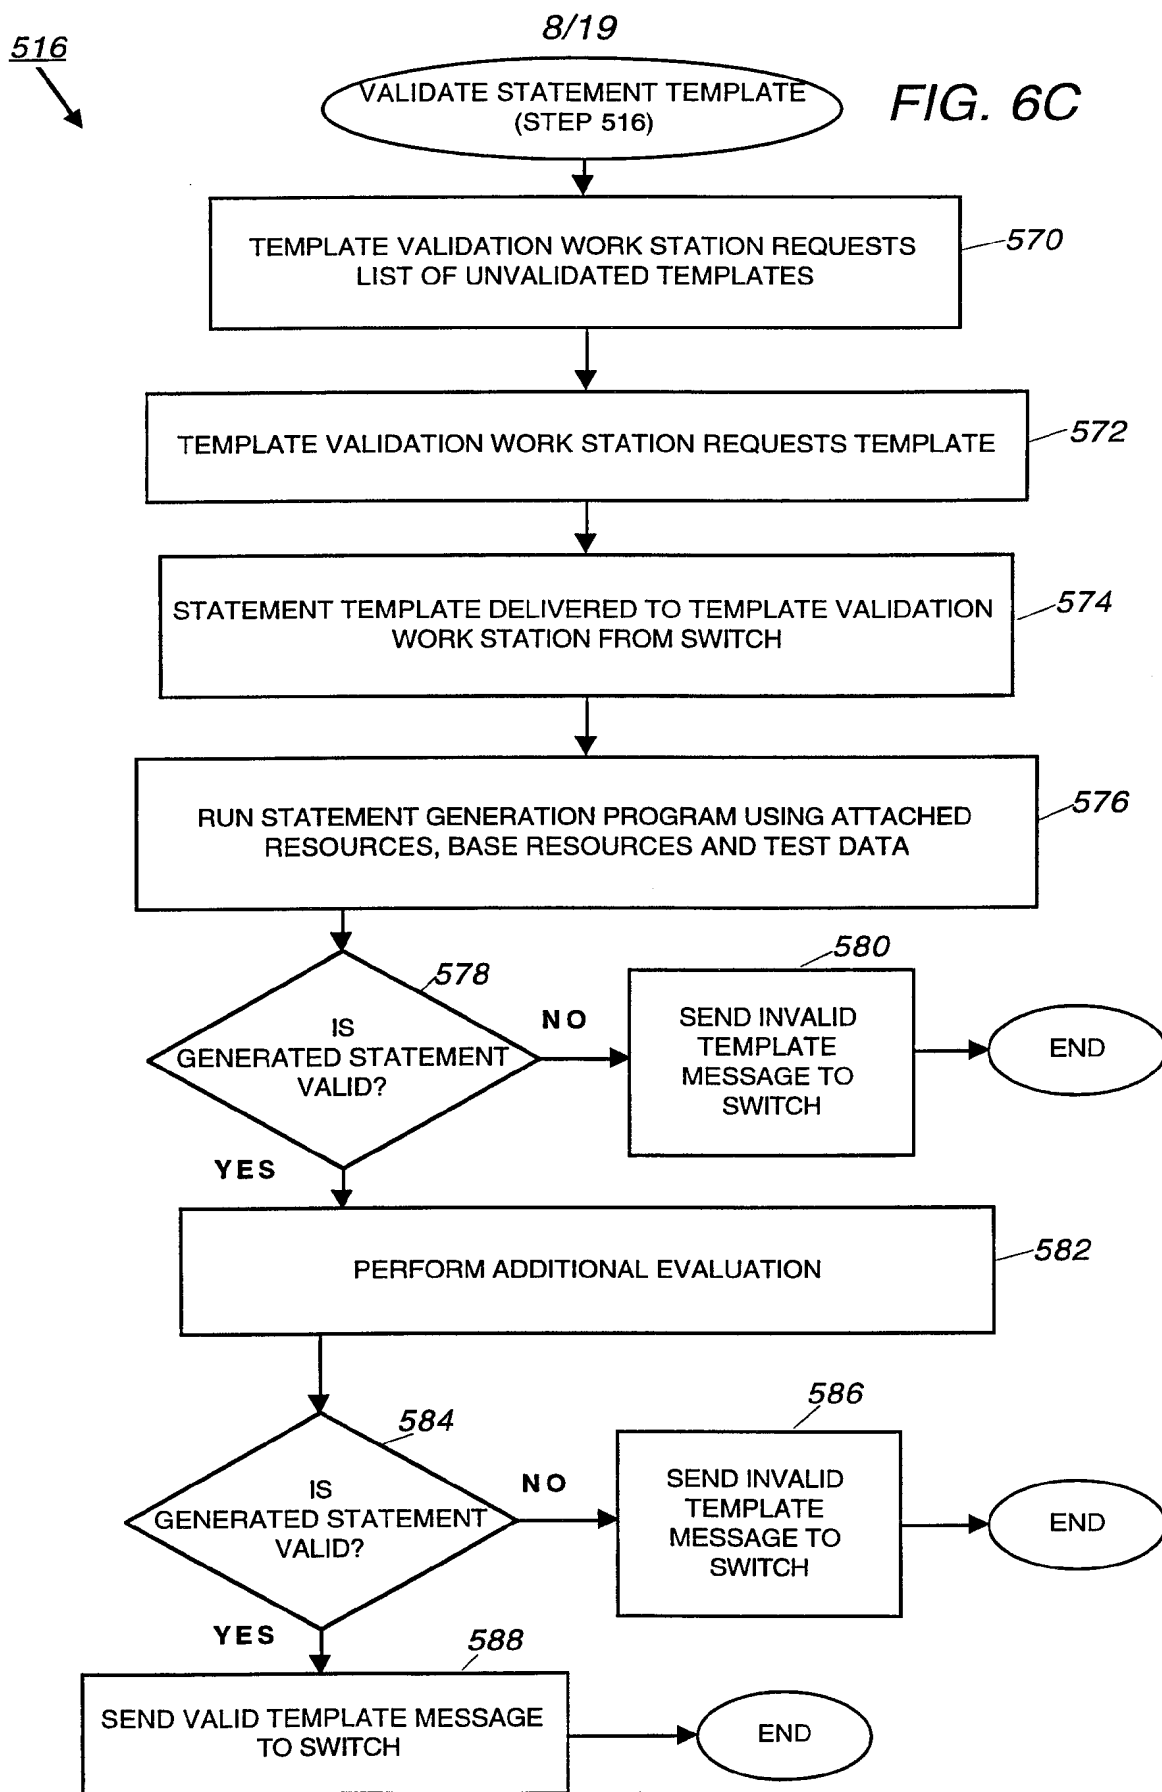 8/19
516
VALIDATE STATEMENT TEMPLATE
(STEP 516)
FIG. 6C
TEMPLATE VALIDATION WORK STATION REQUESTS
LIST OF UNVALIDATED TEMPLATES
570
TEMPLATE VALIDATION WORK STATION REQUESTS TEMPLATE
572
STATEMENT TEMPLATE DELIVERED TO TEMPLATE VALIDATION
WORK STATION FROM SWITCH
574
RUN STATEMENT GENERATION PROGRAM USING ATTACHED
RESOURCES, BASE RESOURCES AND TEST DATA
576
578
IS
GENERATED STATEMENT
VALID?
NO
580
SEND INVALID
TEMPLATE
MESSAGE TO
SWITCH
END
YES
PERFORM ADDITIONAL EVALUATION
582
584
IS
GENERATED STATEMENT
VALID?
NO
586
SEND INVALID
TEMPLATE
MESSAGE TO
SWITCH
END
YES
588
SEND VALID TEMPLATE MESSAGE
TO SWITCH
END